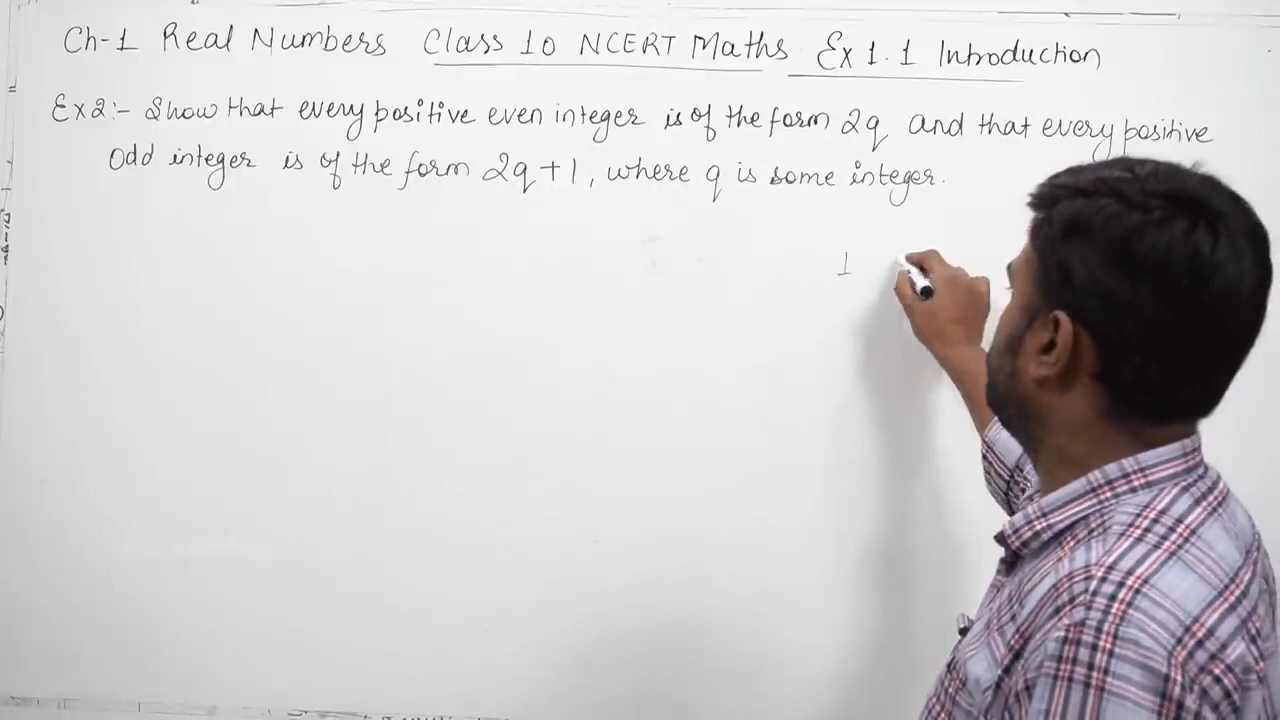 Ch-1 Real Numbers Class 10 NCERT Maths Ex 1.1 Introduction
Ex2:- Show that every positive even integer is of the form 2q and that every positive
Odd integer is of the form 2q+1, where q is some integer.
1